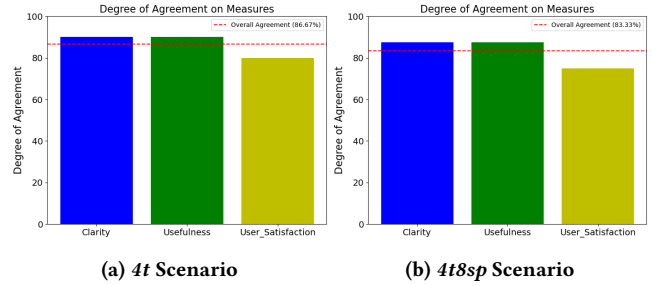 Degree of Agreement on Measures
Overall Agreement (86.67%)
Degree of Agreement
100
80
60
40
20
0
Clarity
Usefulness
User_Satisfaction
(a) 4t Scenario
Degree of Agreement on Measures
Overall Agreement (83.33%)
Degree of Agreement
100
80
60
40
20
0
Clarity
Usefulness
User_Satisfaction
(b) 4t8sp Scenario